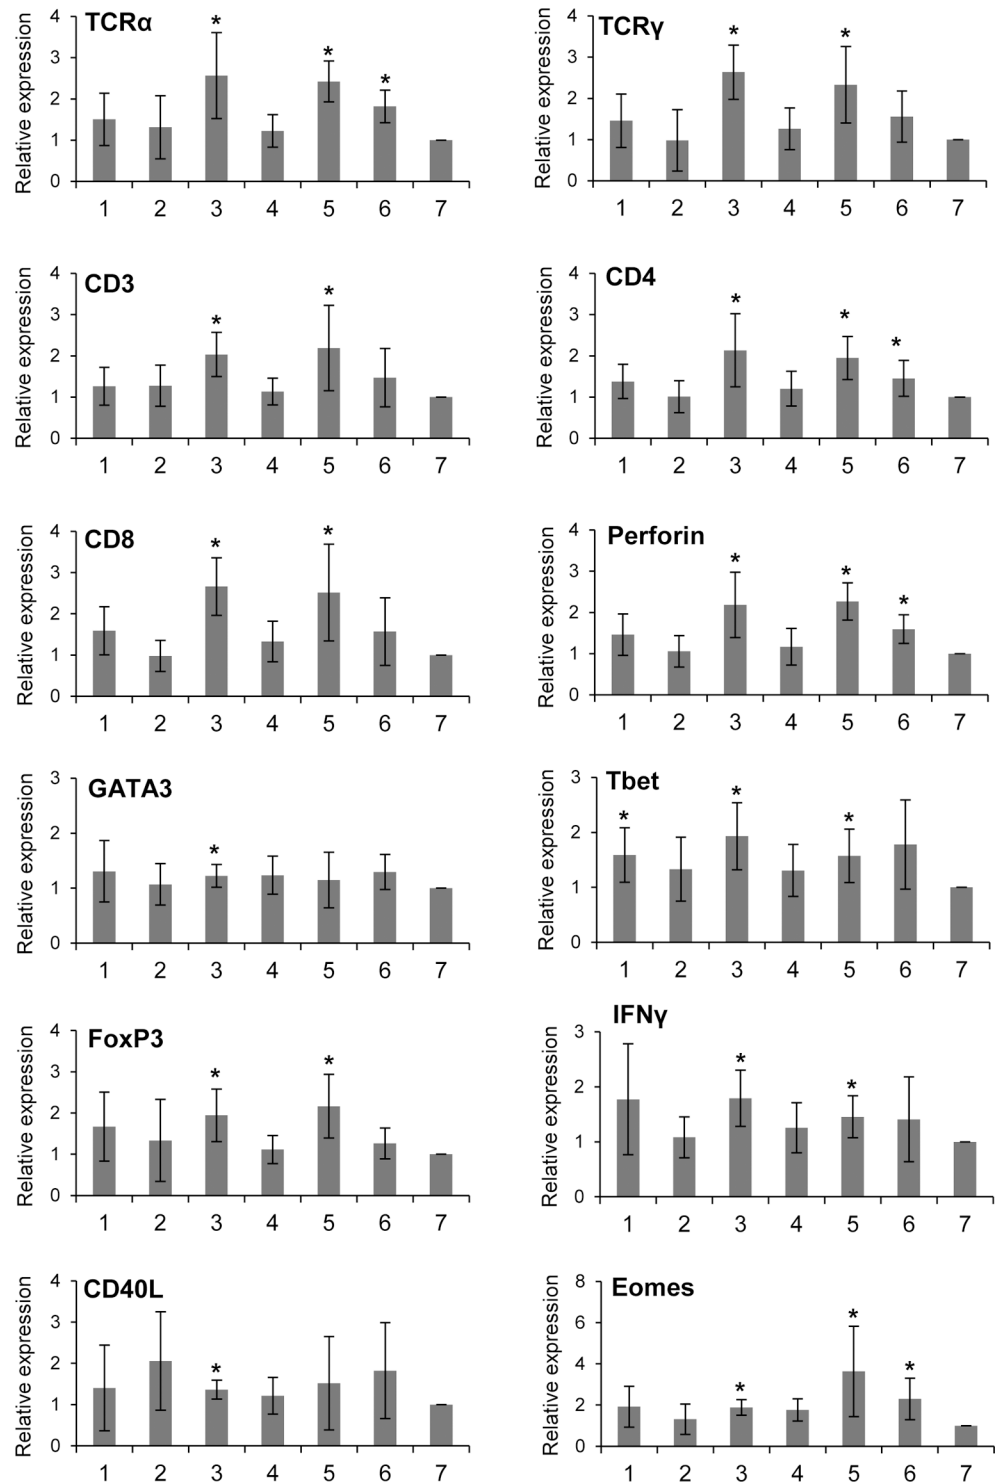 TCRα
Relative expression
4
3
2
1
0
* * *
1 2 3 4 5 6 7
TCRγ
Relative expression
4
3
2
1
0
* *
1 2 3 4 5 6 7
CD3
Relative expression
4
3
2
1
0
* *
1 2 3 4 5 6 7
CD4
Relative expression
4
3
2
1
0
* * *
1 2 3 4 5 6 7
CD8
Relative expression
4
3
2
1
0
* *
1 2 3 4 5 6 7
Perforin
Relative expression
4
3
2
1
0
* * *
1 2 3 4 5 6 7
GATA3
Relative expression
3
2
1
0
*
1 2 3 4 5 6 7
Tbet
Relative expression
3
2
1
0
* * *
1 2 3 4 5 6 7
FoxP3
Relative expression
4
3
2
1
0
* *
1 2 3 4 5 6 7
IFNγ
Relative expression
3
2
1
0
* *
1 2 3 4 5 6 7
CD40L
Relative expression
4
3
2
1
0
*
1 2 3 4 5 6 7
Eomes
Relative expression
8
6
4
2
0
* * *
1 2 3 4 5 6 7